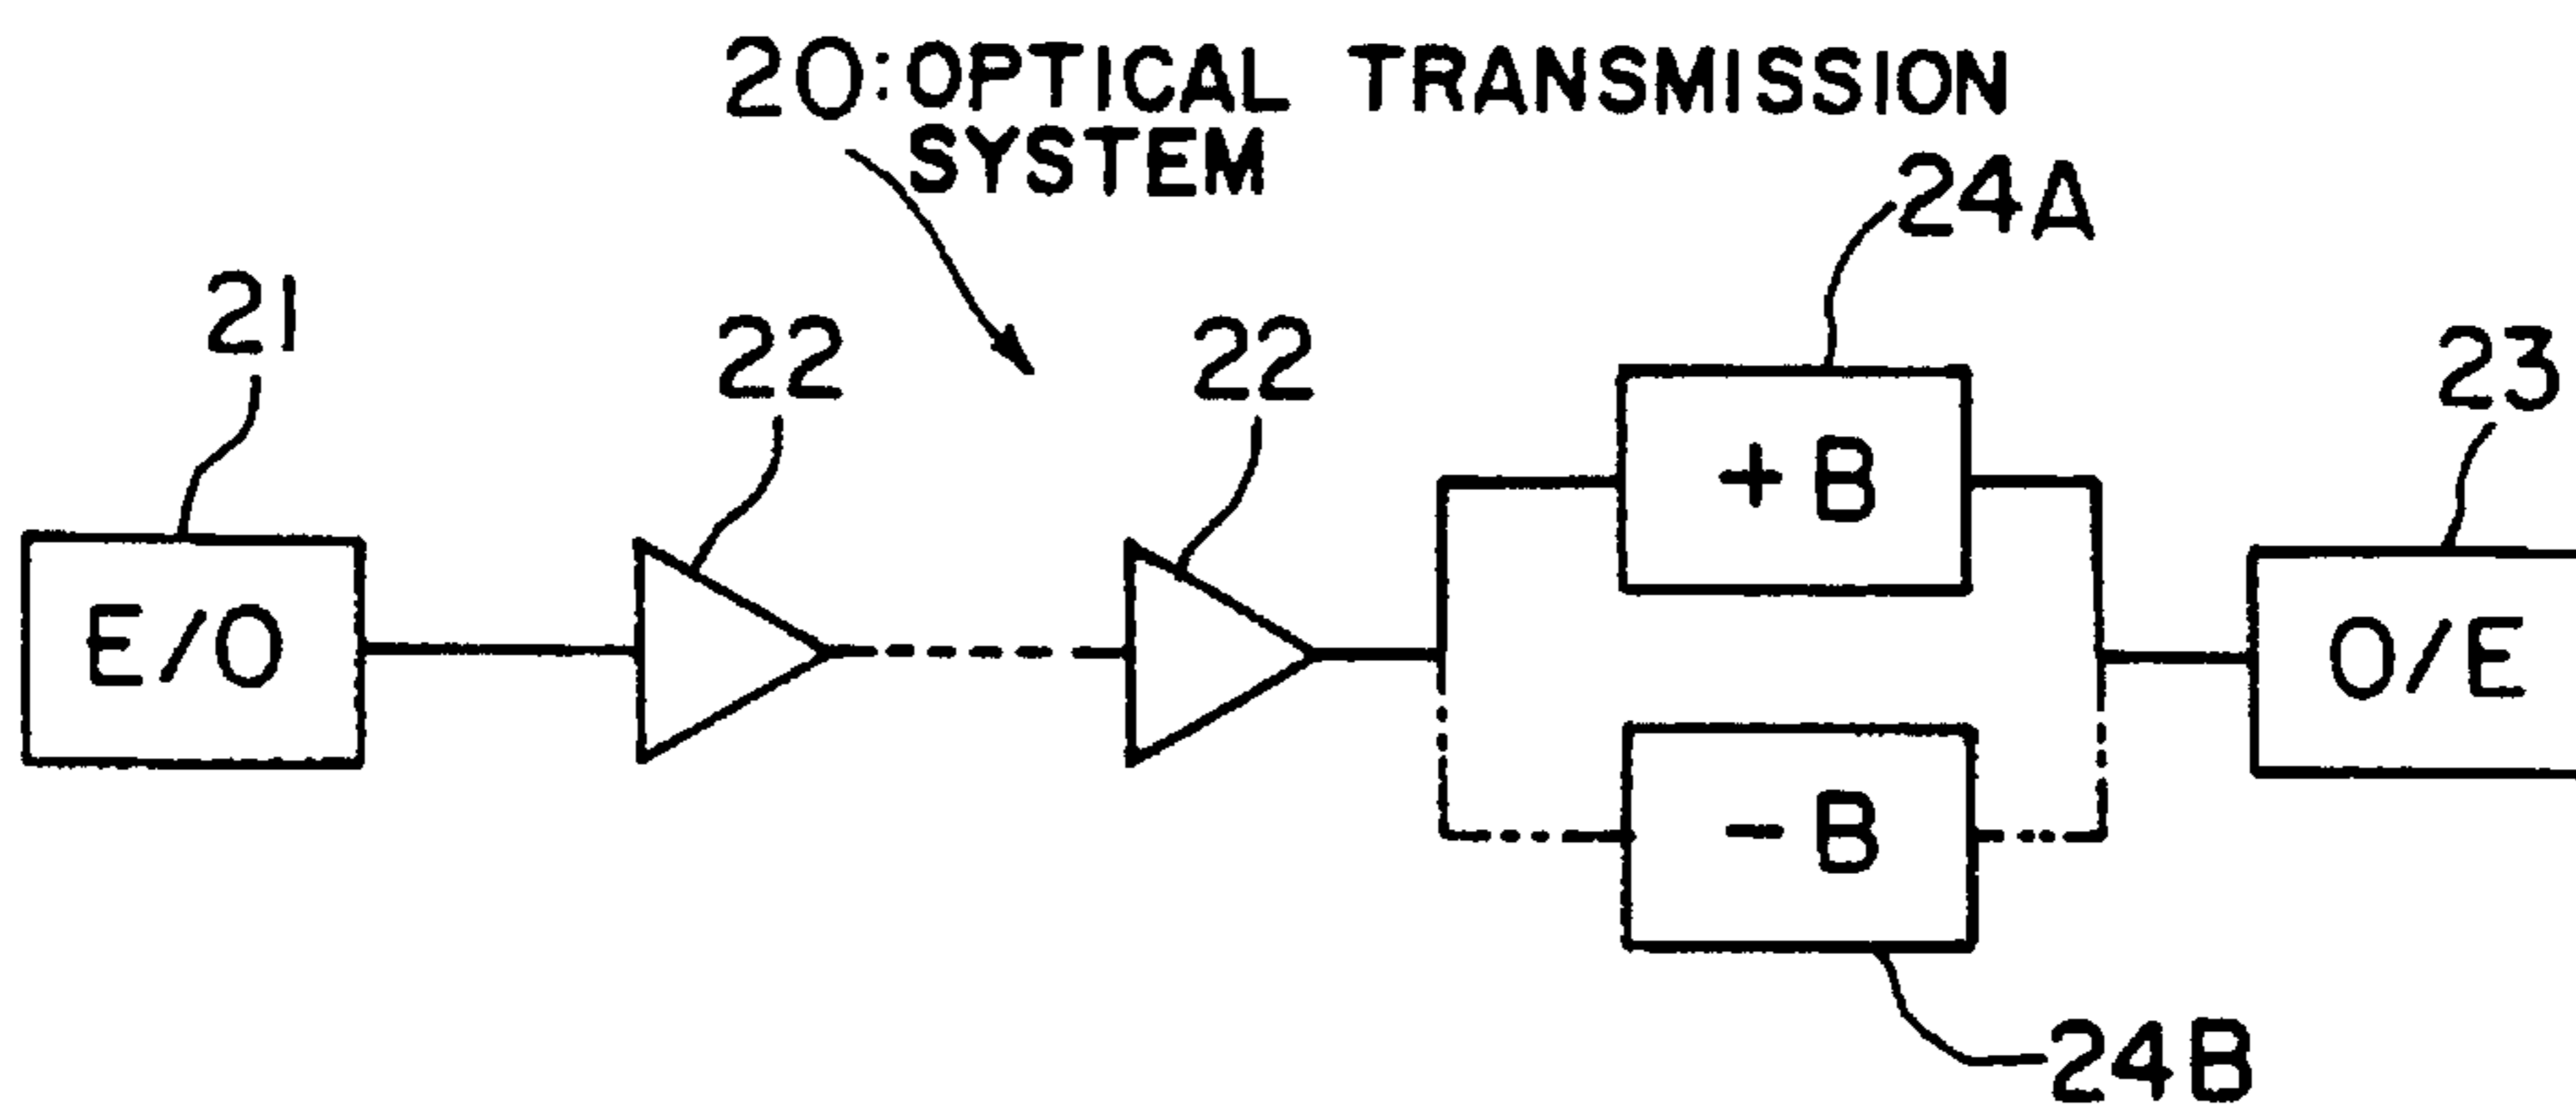 20:OPTICAL TRANSMISSION
SYSTEM
24A
21
22
22
23
+B
E/O
O/E
-B
24B